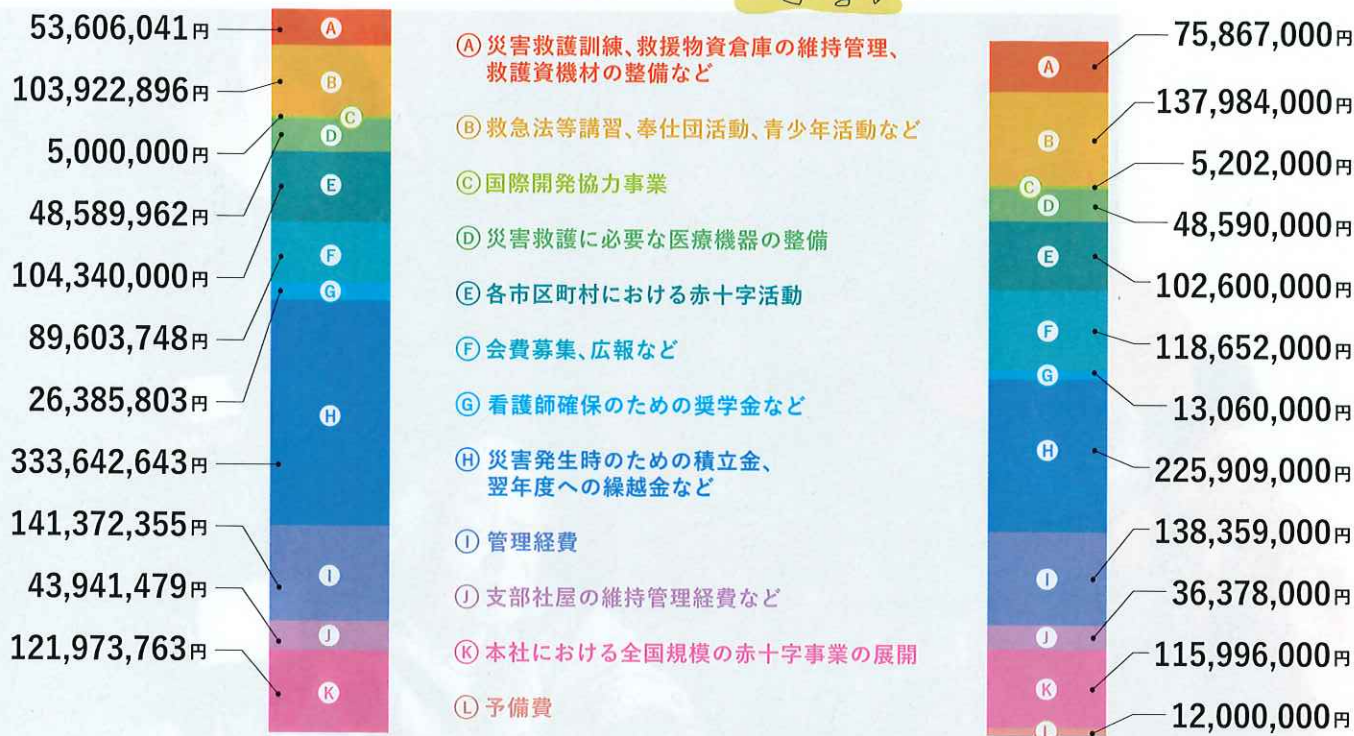 53,606,041円
103,922,896円
5,000,000円
48,589,962円
104,340,000円
89,603,748円
26,385,803円
333,642,643円
141,372,355円
43,941,479円
121,973,763円
A
B
C
D
E
F
G
H
I
J
K
Ⓐ災害救護訓練、救援物資倉庫の維持管理、
救護資機材の整備など
Ⓑ救急法等講習、奉仕団活動、青少年活動など
Ⓒ国際開発協力事業
Ⓓ災害救護に必要な医療機器の整備
Ⓔ各市区町村における赤十字活動
Ⓕ会費募集、広報など
Ⓖ看護師確保のための奨学金など
Ⓗ災害発生時のための積立金、
翌年度への繰越金など
Ⓘ管理経費
Ⓙ支部社屋の維持管理経費など
Ⓚ本社における全国規模の赤十字事業の展開
Ⓛ予備費
A
B
C
D
E
F
G
H
I
J
K
L
75,867,000円
137,984,000円
5,202,000円
48,590,000円
102,600,000円
118,652,000円
13,060,000円
225,909,000円
138,359,000円
36,378,000円
115,996,000円
12,000,000円